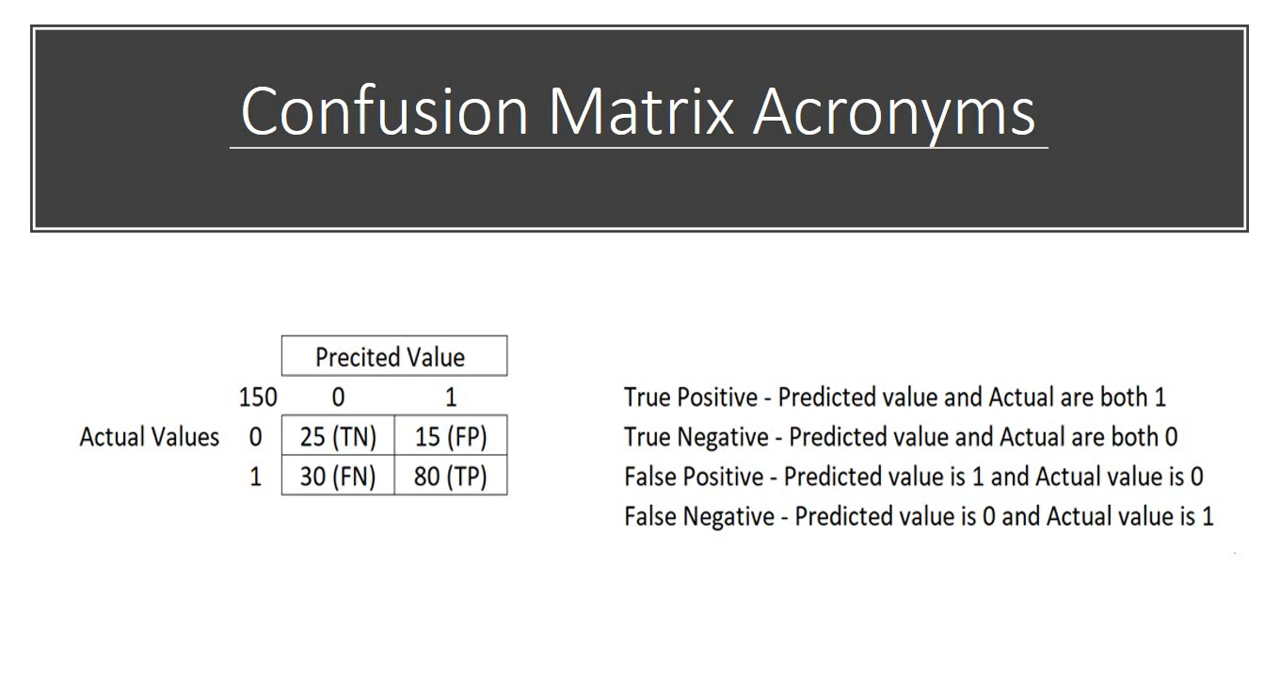 Confusion Matrix Acronyms
Precited Value
150 0 1
Actual Values 0 25 (TN) 15 (FP)
1 30 (FN) 80 (TP)
True Positive - Predicted value and Actual are both 1
True Negative - Predicted value and Actual are both 0
False Positive - Predicted value is 1 and Actual value is 0
False Negative - Predicted value is 0 and Actual value is 1